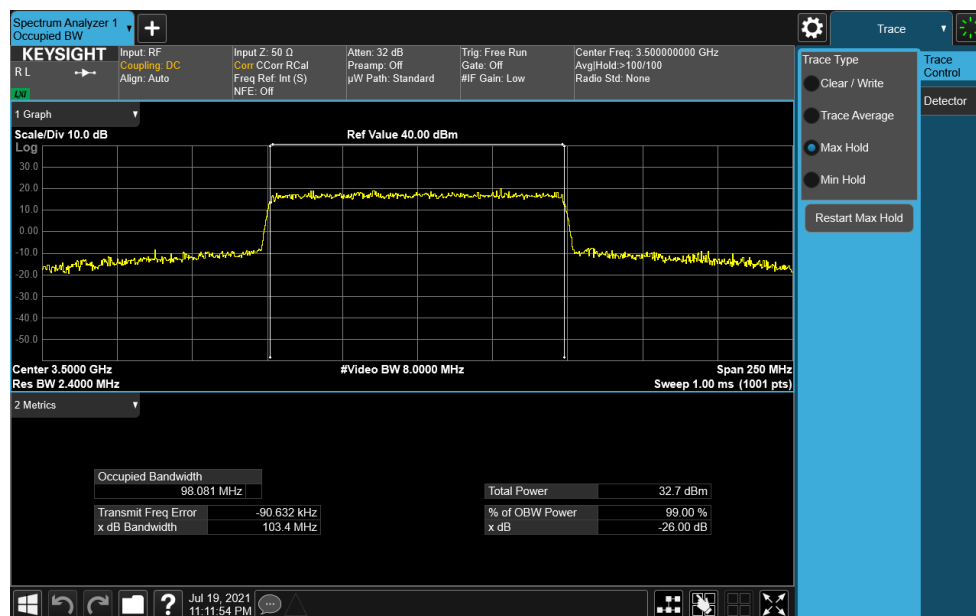 Spectrum Analyzer 1
Occupied BW
Trace
KEYSIGHT
R L
LXI
Input: RF
Coupling: DC
Align: Auto
Input Z: 50 Ω
Corr CCorr RCal
Freq Ref: Int (S)
NFE: Off
Atten: 32 dB
Preamp: Off
µW Path: Standard
Trig: Free Run
Gate: Off
#IF Gain: Low
Center Freq: 3.500000000 GHz
Avg|Hold:>100/100
Radio Std: None
Trace Type
Clear / Write
Trace Average
Max Hold
Min Hold
Restart Max Hold
Trace
Control
Detector
1 Graph
Scale/Div 10.0 dB
Ref Value 40.00 dBm
Log
30.0
20.0
10.0
0.00
-10.0
-20.0
-30.0
-40.0
-50.0
Center 3.5000 GHz
#Video BW 8.0000 MHz
Span 250 MHz
Res BW 2.4000 MHz
Sweep 1.00 ms (1001 pts)
2 Metrics
Occupied Bandwidth
98.081 MHz
Total Power 32.7 dBm
Transmit Freq Error -90.632 kHz
% of OBW Power 99.00 %
x dB Bandwidth 103.4 MHz
x dB -26.00 dB
?
Jul 19, 2021
11:11:54 PM